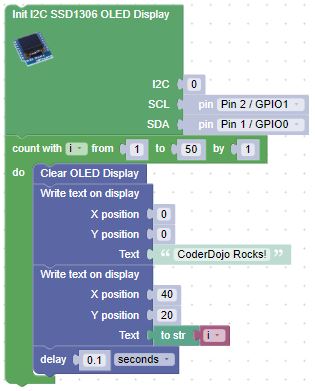 Init I2C SSD1306 OLED Display
I2C 0
SCL pin Pin 2 / GPIO1
SDA pin Pin 1 / GPIO0
count with i from 1 to 50 by 1
do Clear OLED Display
Write text on display
X position 0
Y position 0
Text “ CoderDojo Rocks! ”
Write text on display
X position 40
Y position 20
Text to str i
delay 0.1 seconds